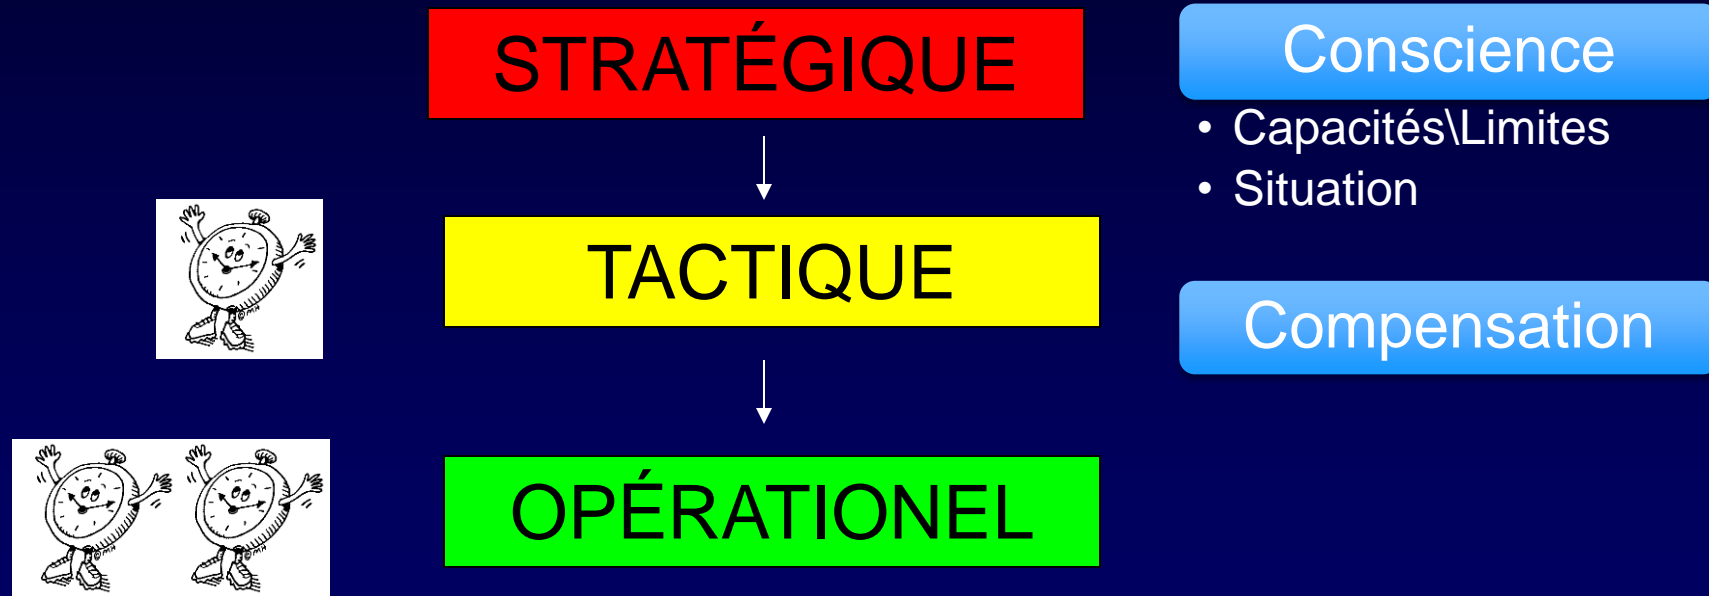 STRATÉGIQUE
TACTIQUE
OPÉRATIONEL
Conscience
• Capacités\Limites
• Situation
Compensation